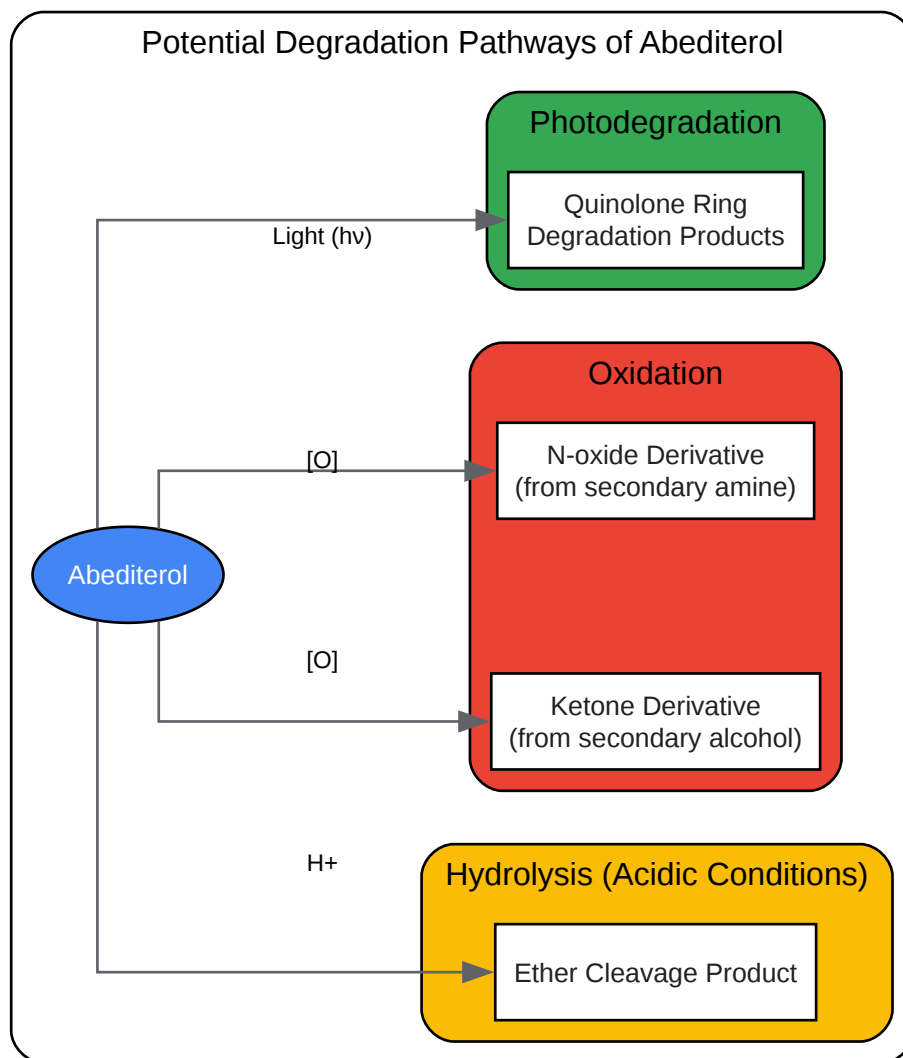 Potential Degradation Pathways of Abediterol
Photodegradation
Quinolone Ring
Degradation Products
Light (hν)
Oxidation
N-oxide Derivative
(from secondary amine)
[O]
Abediterol
[O]
Ketone Derivative
(from secondary alcohol)
H+
Hydrolysis (Acidic Conditions)
Ether Cleavage Product